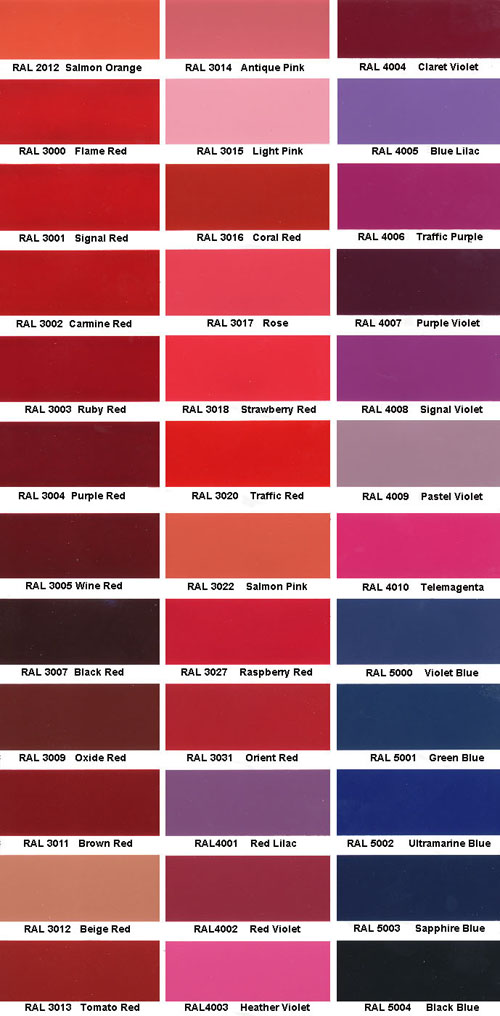 RAL 2012 Salmon Orange
RAL 3014 Antique Pink
RAL 4004 Claret Violet
RAL 3000 Flame Red
RAL 3015 Light Pink
RAL 4005 Blue Lilac
RAL 3001 Signal Red
RAL 3016 Coral Red
RAL 4006 Traffic Purple
RAL 3002 Carmine Red
RAL 3017 Rose
RAL 4007 Purple Violet
RAL 3003 Ruby Red
RAL 3018 Strawberry Red
RAL 4008 Signal Violet
RAL 3004 Purple Red
RAL 3020 Traffic Red
RAL 4009 Pastel Violet
RAL 3005 Wine Red
RAL 3022 Salmon Pink
RAL 4010 Telemagenta
RAL 3007 Black Red
RAL 3027 Raspberry Red
RAL 5000 Violet Blue
RAL 3009 Oxide Red
RAL 3031 Orient Red
RAL 5001 Green Blue
RAL 3011 Brown Red
RAL4001 Red Lilac
RAL 5002 Ultramarine Blue
RAL 3012 Beige Red
RAL4002 Red Violet
RAL 5003 Sapphire Blue
RAL 3013 Tomato Red
RAL4003 Heather Violet
RAL 5004 Black Blue